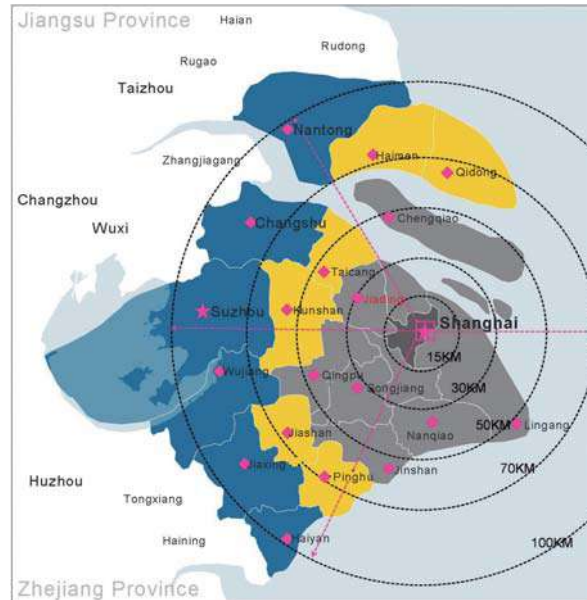 Jiangsu Province
Haian
Rudong
Rugao
Taizhou
Nantong
Haimen
Zhangjiagang
Qidong
Changzhou
Chengqiao
Changshu
Wuxi
Taicang
Jiading
Suzhou
Kunshan
Shanghai
15KM
Wujiang
Qingpu
Songjiang
30KM
Nanqiao
50KM
Lingang
Jiashan
Jiaxing
Jinshan
70KM
Pinghu
Huzhou
Tongxiang
Haining
Haiyan
100KM
Zhejiang Province